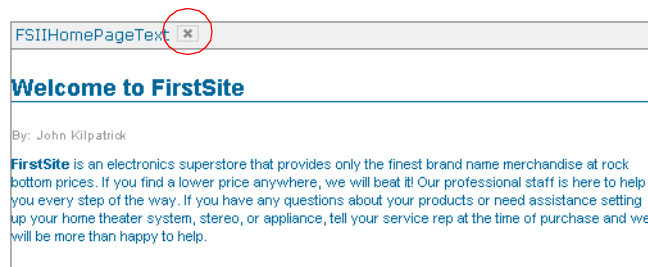 FSIIHomePageText
Welcome to FirstSite
By: John Kilpatrick
FirstSite is an electronics superstore that provides only the finest brand name merchandise at rock
bottom prices. If you find a lower price anywhere, we will beat it! Our professional staff is here to help
you every step of the way. If you have any questions about your products or need assistance setting
up your home theater system, stereo, or appliance, tell your service rep at the time of purchase and we
will be more than happy to help.